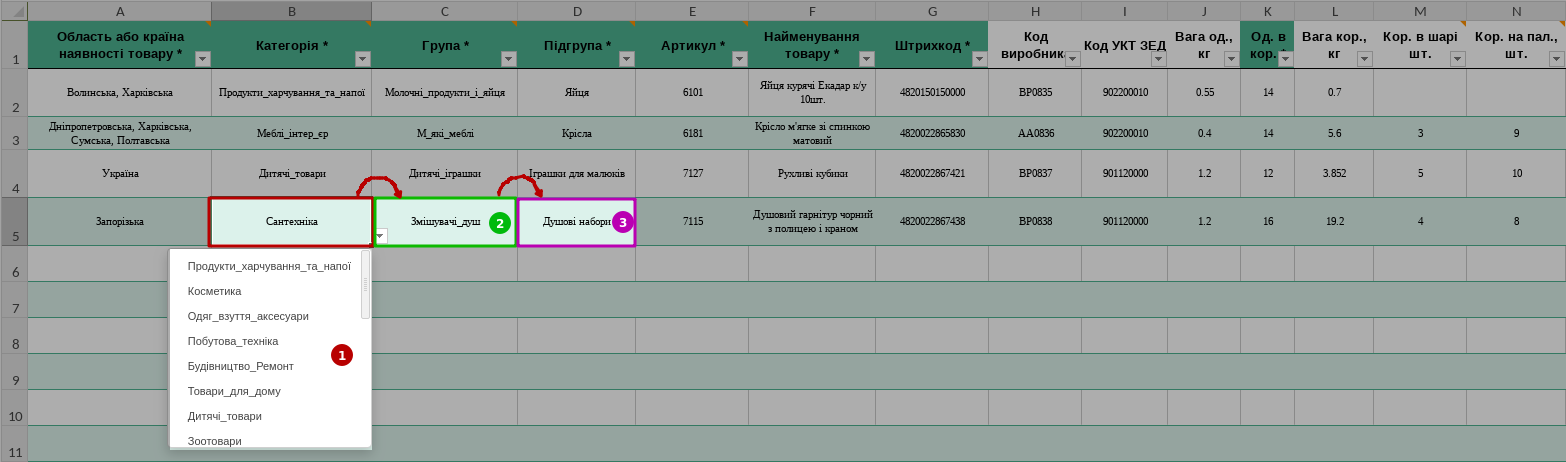 A B C D E F G H I J K L M N
1 Область або країна наявності товару * Категорія * Група * Підгрупа * Артикул * Найменування товару * Штрихкод * Код виробника Код УКТ ЗЕД Вага од., кг Од. в кор. * Вага кор., кг Кор. в шарі шт. Кор. на пал., шт.
2 Волинська, Харківська Продукти_харчування_та_напої Молочні_продукти_і_яйця Яйця 6101 Яйця курячі Екадар к/у 10шт. 4820150150000 ВР0835 902200010 0.55 14 0.7
3 Дніпропетровська, Харківська, Сумська, Полтавська Меблі_інтер_єр М_які_меблі Крісла 6181 Крісло м'ягке зі спинкою матовий 4820022865830 АА0836 902200010 0.4 14 5.6 3 9
4 Україна Дитячі_товари Дитячі_іграшки Іграшки для малюків 7127 Рухливі кубики 4820022867421 ВР0837 901120000 1.2 12 3.852 5 10
5 Запорізька Сантехніка Змішувачі_душ 2 Душові набори 3 7115 Душовий гарнітур чорний з полицею і краном 4820022867438 ВР0838 901120000 1.2 16 19.2 4 8
6
Продукти_харчування_та_напої
7
Косметика
Одяг_взуття_аксесуари
8
Побутова_техніка
1
9
Будівництво_Ремонт
Товари_для_дому
10
Дитячі_товари
11
Зоотовари